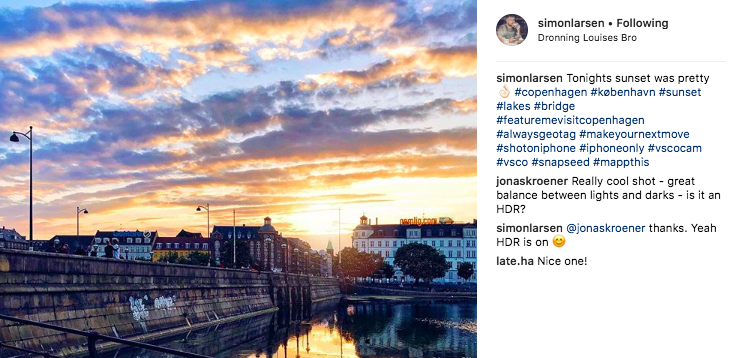 simonlarsen • Following
Dronning Louises Bro
simonlarsen Tonights sunset was pretty
👌🏻 #copenhagen #københavn #sunset
#lakes #bridge
#featuremevisitcopenhagen
#alwaysgeotag #makeyournextmove
#shotoniphone #iphoneonly #vscocam
#vsco #snapseed #mappthis
jonaskroener Really cool shot - great
balance between lights and darks - is it an
HDR?
simonlarsen @jonaskroener thanks. Yeah
HDR is on 😊
late.ha Nice one!